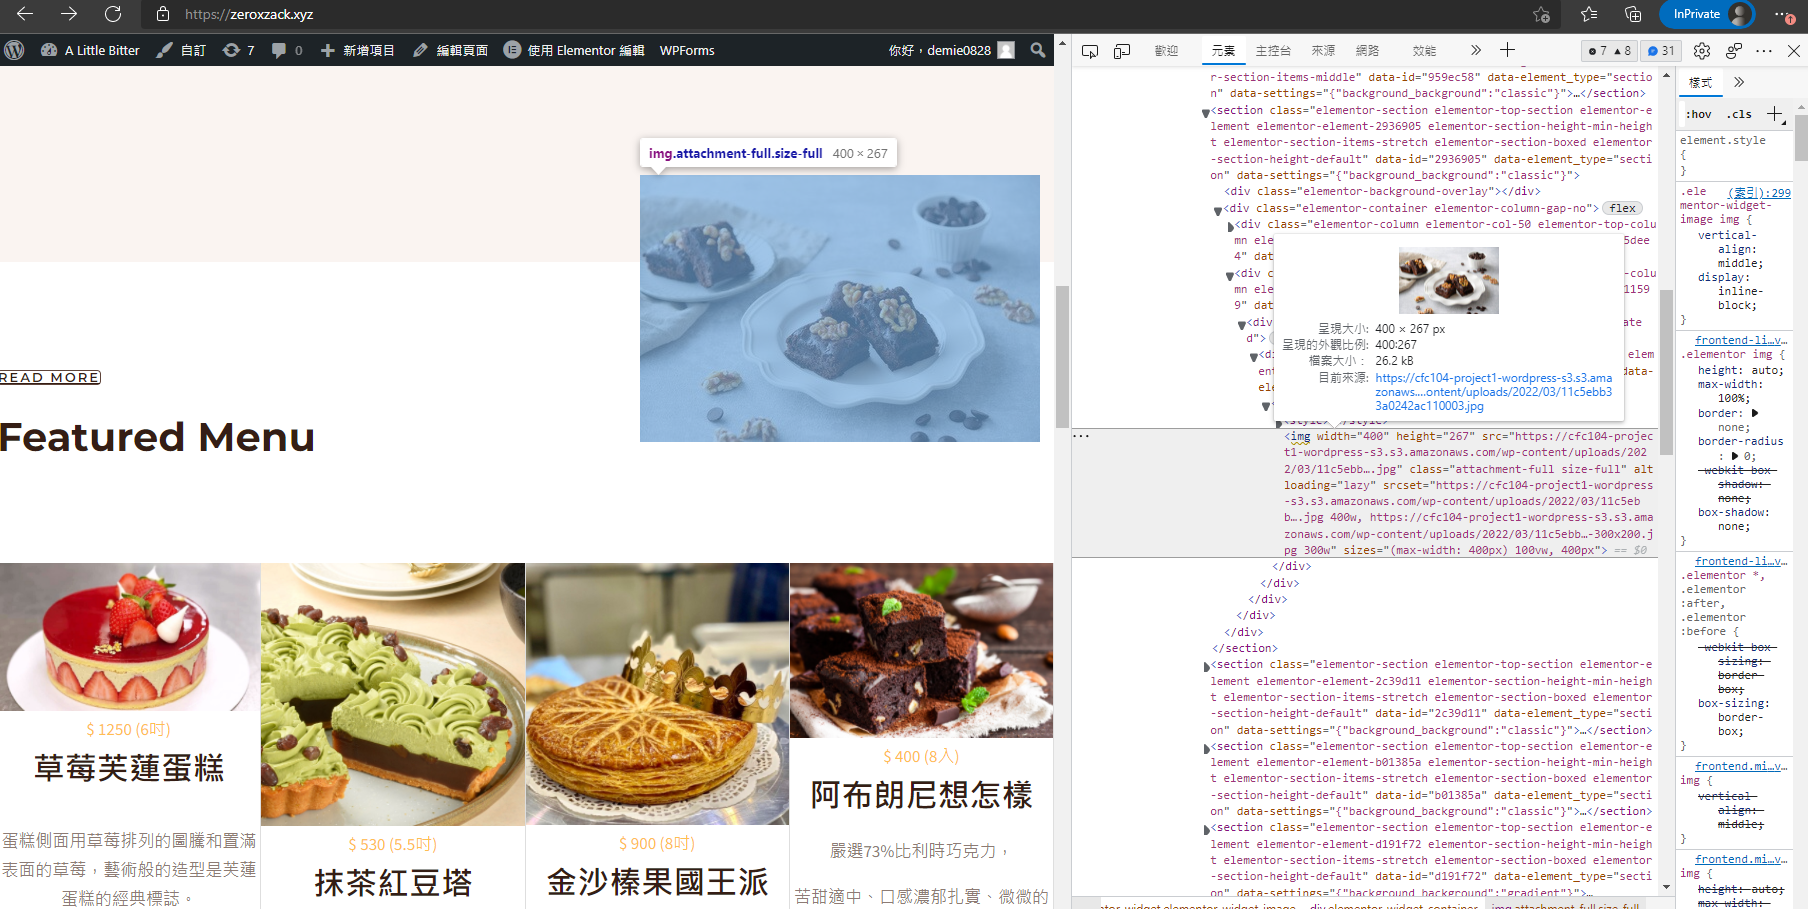 https://zeroxzack.xyz
InPrivate
A Little Bitter
自訂
7
0
新增項目
編輯頁面
使用 Elementor 編輯
WPForms
你好，demie0828
img.attachment-full.size-full 400 × 267
READ MORE
Featured Menu
$ 1250 (6吋)
草莓芙蓮蛋糕
蛋糕側面用草莓排列的圖騰和置滿
表面的草莓，藝術般的造型是芙蓮
蛋糕的經典標誌。
$ 530 (5.5吋)
抹茶紅豆塔
$ 900 (8吋)
金沙榛果國王派
$ 400 (8入)
阿布朗尼想怎樣
嚴選73%比利時巧克力，
苦甜適中、口感濃郁扎實、微微的
歡迎
元素
主控台
來源
網路
效能
7
8
31
r-section-items-middle" data-id="959ec58" data-element_type="sectio
n" data-settings="{"background_background":"classic"}">…</section>
<section class="elementor-section elementor-top-section elementor-e
lement elementor-element-2936905 elementor-section-height-min-heigh
t elementor-section-items-stretch elementor-section-boxed elementor
-section-height-default" data-id="2936905" data-element_type="secti
on" data-settings="{"background_background":"classic"}">
<div class="elementor-background-overlay"></div>
<div class="elementor-container elementor-column-gap-no"> flex
<div class="elementor-column elementor-col-50 elementor-top-colu
mn ele
5dee
4" dat
<div c
-colu
mn ele
1159
9" dat
<div
ate
d">
<di
elem
ent
data-
ele
呈現大小: 400 × 267 px
呈現的外觀比例: 400:267
檔案大小: 26.2 kB
目前來源: https://cfc104-project1-wordpress-s3.s3.ama
zonaws....ontent/uploads/2022/03/11c5ebb3
3a0242ac110003.jpg
<style>
</style>
<img width="400" height="267" src="https://cfc104-projec
t1-wordpress-s3.s3.amazonaws.com/wp-content/uploads/202
2/03/11c5ebb….jpg" class="attachment-full size-full" alt
loading="lazy" srcset="https://cfc104-project1-wordpress
-s3.s3.amazonaws.com/wp-content/uploads/2022/03/11c5eb
b….jpg 400w, https://cfc104-project1-wordpress-s3.s3.ama
zonaws.com/wp-content/uploads/2022/03/11c5ebb…-300x200.j
pg 300w" sizes="(max-width: 400px) 100vw, 400px"> == $0
</div>
</div>
</div>
</div>
</div>
</section>
<section class="elementor-section elementor-top-section elementor-e
lement elementor-element-2c39d11 elementor-section-height-min-heigh
t elementor-section-items-stretch elementor-section-boxed elementor
-section-height-default" data-id="2c39d11" data-element_type="secti
on" data-settings="{"background_background":"classic"}">…</section>
<section class="elementor-section elementor-top-section elementor-e
lement elementor-element-b01385a elementor-section-height-min-heigh
t elementor-section-items-stretch elementor-section-boxed elementor
-section-height-default" data-id="b01385a" data-element_type="secti
on" data-settings="{"background_background":"classic"}">…</section>
<section class="elementor-section elementor-top-section elementor-e
lement elementor-element-d191f72 elementor-section-height-min-heigh
t elementor-section-items-stretch elementor-section-boxed elementor
-section-height-default" data-id="d191f72" data-element_type="secti
on" data-settings="{"background_background":"gradient"}">…
樣式
:hov .cls
element.style
{
}
.ele (索引):299
mentor-widget-
image img {
vertical-
align:
middle;
display:
inline-
block;
}
frontend-li…v…
.elementor img {
height: auto;
max-width:
100%;
border:
none;
border-radius
: 0;
-webkit-box-
shadow:
none;
box-shadow:
none;
}
frontend-li…v…
.elementor *,
.elementor
:after,
.elementor
:before {
-webkit-box-
sizing:
border-
box;
box-sizing:
border-
box;
}
frontend.mi…v…
img {
vertical-
align:
middle;
}
frontend.mi…v…
img {
height: auto;
max-width: